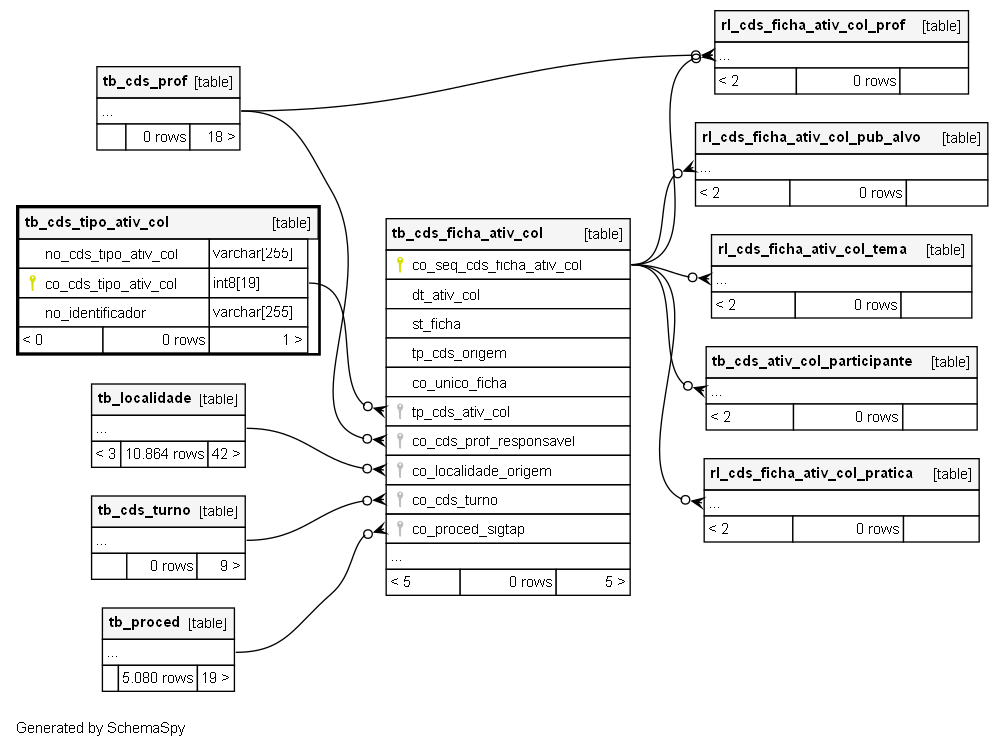 tb_cds_prof [table]
...
0 rows 18 >
tb_cds_tipo_ativ_col [table]
no_cds_tipo_ativ_col varchar[255]
co_cds_tipo_ativ_col int8[19]
no_identificador varchar[255]
< 0 0 rows 1 >
tb_localidade [table]
...
< 3 10.864 rows 42 >
tb_cds_turno [table]
...
0 rows 9 >
tb_proced [table]
...
5.080 rows 19 >
tb_cds_ficha_ativ_col [table]
co_seq_cds_ficha_ativ_col
dt_ativ_col
st_ficha
tp_cds_origem
co_unico_ficha
tp_cds_ativ_col
co_cds_prof_responsavel
co_localidade_origem
co_cds_turno
co_proced_sigtap
...
< 5 0 rows 5 >
rl_cds_ficha_ativ_col_prof [table]
...
< 2 0 rows
rl_cds_ficha_ativ_col_pub_alvo [table]
...
< 2 0 rows
rl_cds_ficha_ativ_col_tema [table]
...
< 2 0 rows
tb_cds_ativ_col_participante [table]
...
< 2 0 rows
rl_cds_ficha_ativ_col_pratica [table]
...
< 2 0 rows
Generated by SchemaSpy